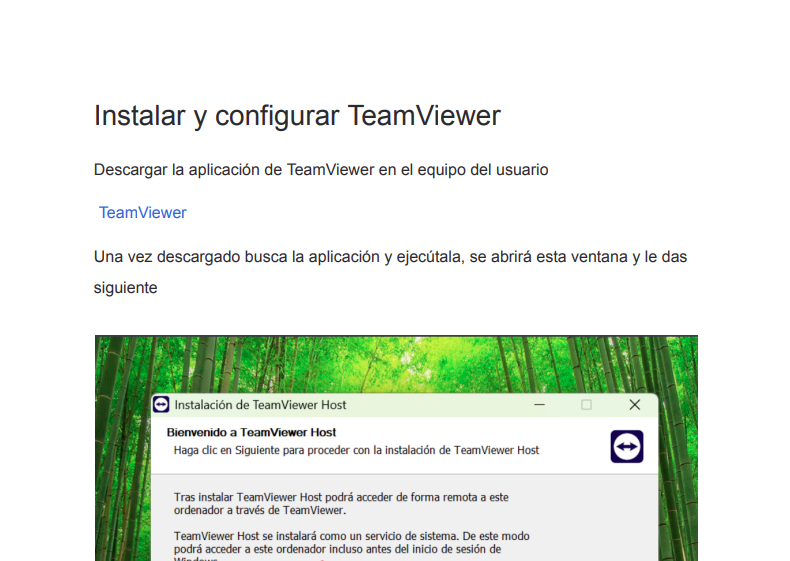 Instalar y configurar TeamViewer
Descargar la aplicación de TeamViewer en el equipo del usuario
TeamViewer
Una vez descargado busca la aplicación y ejecútala, se abrirá esta ventana y le das
siguiente
Instalación de TeamViewer Host
Bienvenido a TeamViewer Host
Haga clic en Siguiente para proceder con la instalación de TeamViewer Host
Tras instalar TeamViewer Host podrá acceder de forma remota a este
ordenador a través de TeamViewer.
TeamViewer Host se instalará como un servicio de sistema. De este modo
podrá acceder a este ordenador incluso antes del inicio de sesión de
Windows.